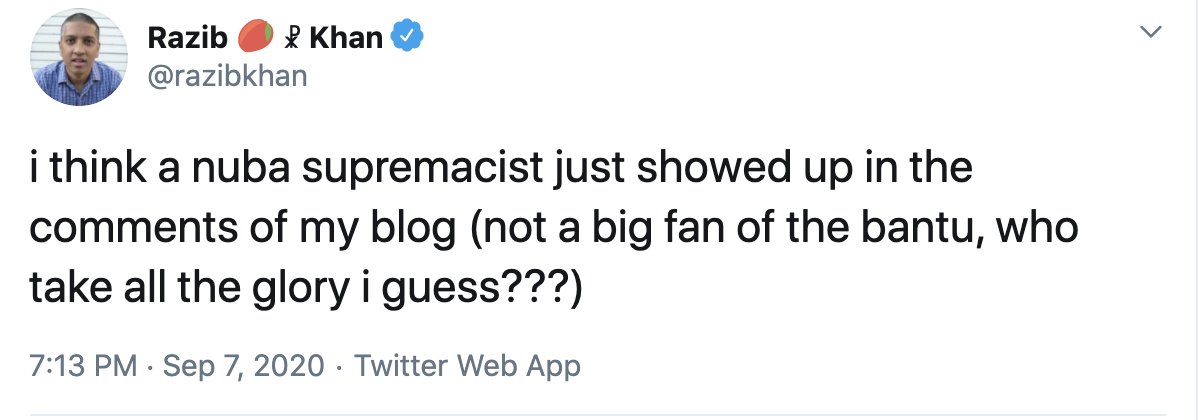 Razib 🥭 ☧ Khan
@razibkhan
i think a nuba supremacist just showed up in the
comments of my blog (not a big fan of the bantu, who
take all the glory i guess???)
7:13 PM · Sep 7, 2020 · Twitter Web App